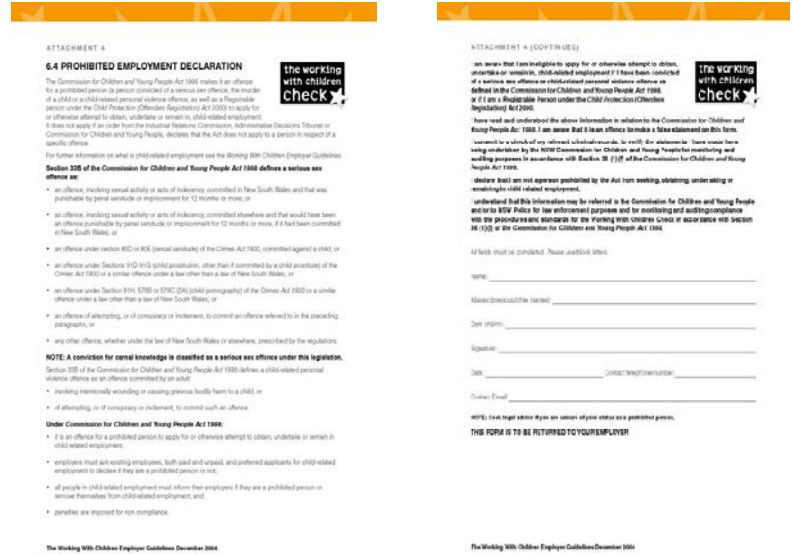 ATTACHMENT 4
6.4 PROHIBITED EMPLOYMENT DECLARATION
the working
with children
check
The Commission for Children and Young People Act 1998 makes it an offence
for a prohibited person (a person convicted of a serious sex offence, the murder
of a child or a child-related personal violence offence, as well as a Registrable
person under the Child Protection (Offenders Registration) Act 2000) to apply for
or otherwise attempt to obtain, undertake or remain in, child related employment.
It does not apply if an order from the Industrial Relations Commission, Administrative Decisions Tribunal or
Commission for Children and Young People, declares that the Act does not apply to a person in respect of a
specific offence.
For further information on what is child-related employment see the Working With Children Employer Guidelines
Section 33B of the Commission for Children and Young People Act 1998 defines a serious sex
offence as:
• an offence, involving sexual activity or acts of indecency, committed in New South Wales and that was
punishable by penal servitude or imprisonment for 12 months or more; or
• an offence, involving sexual activity or acts of indecency, committed elsewhere and that would have been
an offence punishable by penal servitude or imprisonment for 12 months or more, if it had been committed
in New South Wales; or
• an offence under section 80D or 80E (sexual servitude) of the Crimes Act 1900, committed against a child; or
• an offence under Sections 91D-91G (child prostitution, other than if committed by a child prostitute) of the
Crimes Act 1900 or a similar offence under a law other than a law of New South Wales; or
• an offence under Section 91H, 578B or 578C (2A) (child pornography) of the Crimes Act 1900 or a similar
offence under a law other than a law of New South Wales; or
• an offence of attempting, or of conspiracy or incitement, to commit an offence referred to in the preceding
paragraphs; or
• any other offence, whether under the law of New South Wales or elsewhere, prescribed by the regulations
NOTE: A conviction for carnal knowledge is classified as a serious sex offence under this legislation.
Section 33B of the Commission for Children and Young People Act 1998 defines a child-related personal
violence offence as an offence committed by an adult:
• involving intentionally wounding or causing grievous bodily harm to a child; or
• of attempting, or of conspiracy or incitement, to commit such an offence.
Under Commission for Children and Young People Act 1998:
• it is an offence for a prohibited person to apply for or otherwise attempt to obtain, undertake or remain in
child related employment;
• employers must ask existing employees, both paid and unpaid, and preferred applicants for child-related
employment to declare if they are a prohibited person or not;
• all people in child-related employment must inform their employers if they are a prohibited person or
remove themselves from child-related employment; and
• penalties are imposed for non compliance.
The Working With Children Employer Guidelines December 2004
ATTACHMENT 4 (CONTINUES)
the working
with children
check
I am aware that I am ineligible to apply for or otherwise attempt to obtain,
undertake or remain in, child-related employment if I have been convicted
of a serious sex offence or child-related personal violence offence as
defined in the Commission for Children and Young People Act 1998,
or if I am a Registrable Person under the Child Protection (Offenders
Registration) Act 2000.
I have read and understood the above information in relation to the Commission for Children and
Young People Act 1998. I am aware that it is an offence to make a false statement on this form.
I consent to a check of my relevant criminal records, to verify the statements I have made here
being undertaken by the NSW Commission for Children and Young People for monitoring and
auditing purposes in accordance with Section 36 (1)(f) of the Commission for Children and Young
People Act 1998.
I declare that I am not a person prohibited by the Act from seeking, obtaining, undertaking or
remaining in child related employment.
I understand that this information may be referred to the Commission for Children and Young People
and/or to NSW Police for law enforcement purposes and for monitoring and auditing compliance
with the procedures and standards for the Working With Children Check in accordance with Section
36 (1)(f) of the Commission for Children and Young People Act 1998.
All fields must be completed. Please use block letters.
Name:
Aliases (previous/other names):
Date of birth:
Signature:
Date: Contact telephone number:
Contact Email:
NOTE: Seek legal advice if you are unsure of your status as a prohibited person.
THIS FORM IS TO BE RETURNED TO YOUR EMPLOYER
The Working With Children Employer Guidelines December 2004